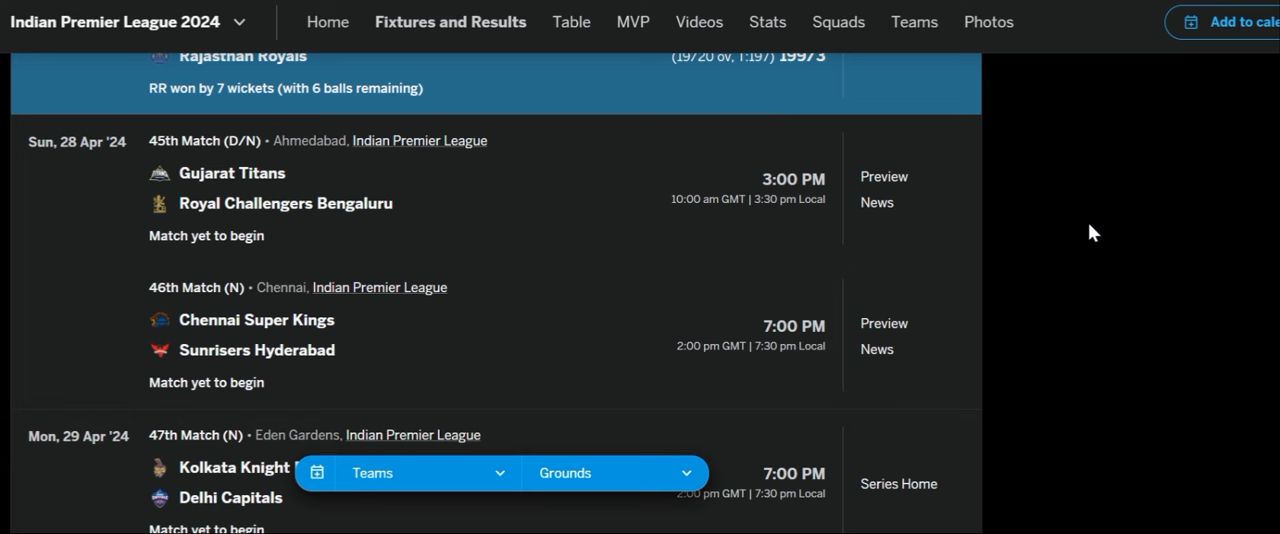 Indian Premier League 2024
Home Fixtures and Results Table MVP Videos Stats Squads Teams Photos
Add to cale
Rajasthan Royals
(19/20 ov, T:197) 199/3
RR won by 7 wickets (with 6 balls remaining)
Sun, 28 Apr '24
45th Match (D/N) • Ahmedabad, Indian Premier League
Gujarat Titans
Royal Challengers Bengaluru
Match yet to begin
3:00 PM
10:00 am GMT | 3:30 pm Local
Preview
News
46th Match (N) • Chennai, Indian Premier League
Chennai Super Kings
Sunrisers Hyderabad
Match yet to begin
7:00 PM
2:00 pm GMT | 7:30 pm Local
Preview
News
Mon, 29 Apr '24
47th Match (N) • Eden Gardens, Indian Premier League
Kolkata Knight
Delhi Capitals
Match yet to begin
7:00 PM
2:00 pm GMT | 7:30 pm Local
Series Home
Teams
Grounds